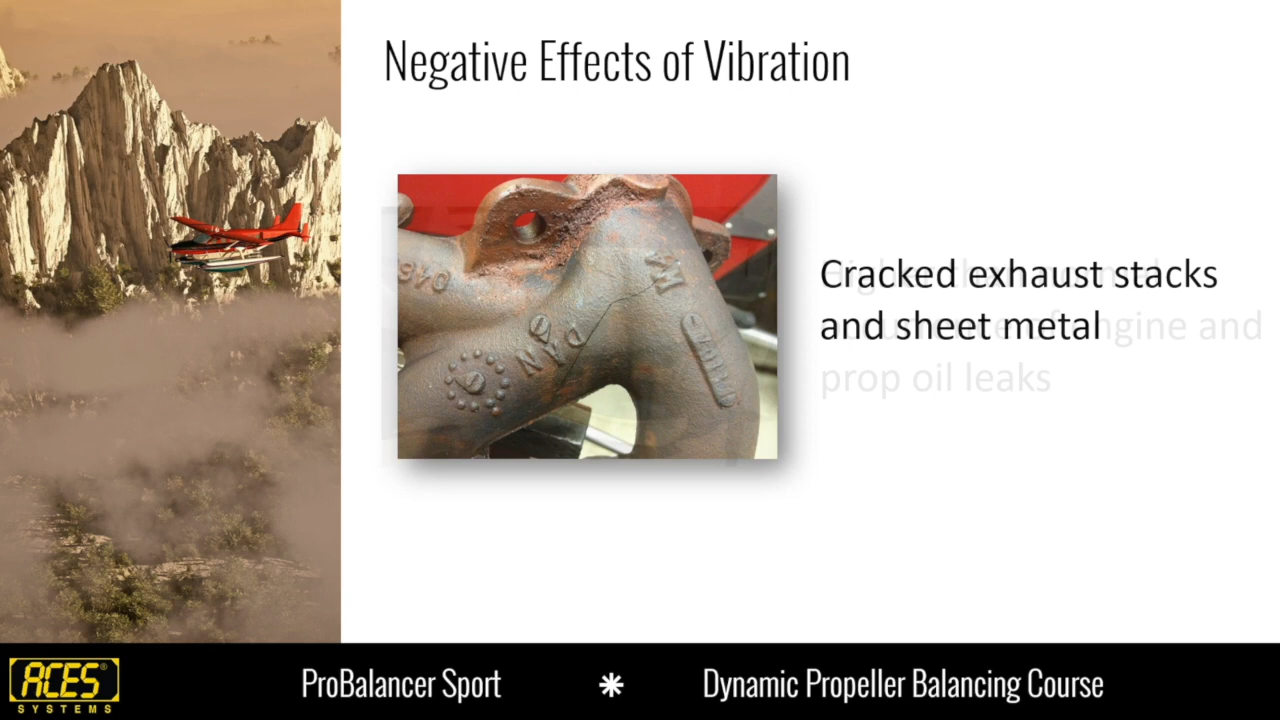 Negative Effects of Vibration
Cracked exhaust stacks
and sheet metal
engine and
prop oil leaks
ACES®
SYSTEMS
ProBalancer Sport
Dynamic Propeller Balancing Course